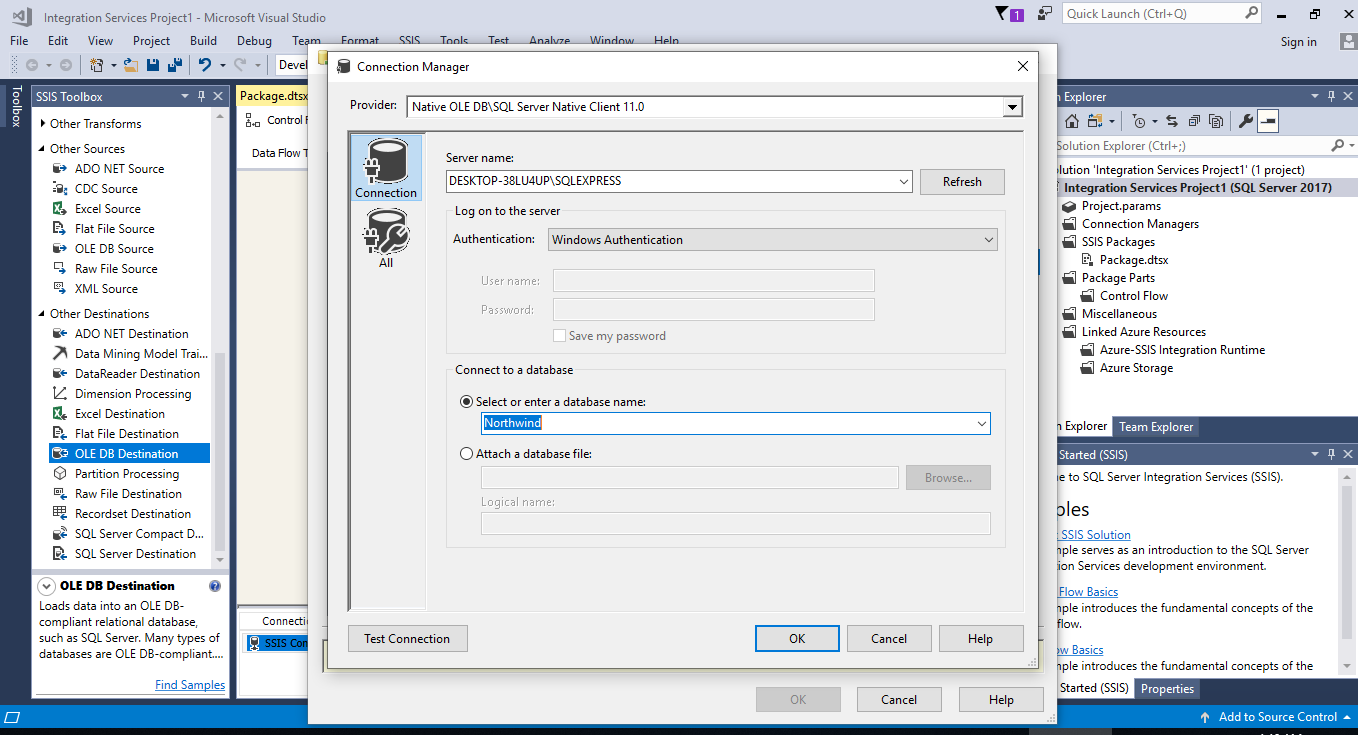 Integration Services Project1 - Microsoft Visual Studio
1
Quick Launch (Ctrl+Q)
File Edit View Project Build Debug Team Format SSIS Tools Test Analyze Window Help
Sign in
Devel
Toolbox
SSIS Toolbox
Other Transforms
Other Sources
ADO NET Source
CDC Source
Excel Source
Flat File Source
OLE DB Source
Raw File Source
XML Source
Other Destinations
ADO NET Destination
Data Mining Model Trai...
DataReader Destination
Dimension Processing
Excel Destination
Flat File Destination
OLE DB Destination
Partition Processing
Raw File Destination
Recordset Destination
SQL Server Compact D...
SQL Server Destination
OLE DB Destination
Loads data into an OLE DB-
compliant relational database,
such as SQL Server. Many types of
databases are OLE DB-compliant....
Find Samples
Package.dtsx
Control F
Data Flow T
Connecti
SSIS Con
Connection Manager
Provider: Native OLE DB\SQL Server Native Client 11.0
Connection
All
Server name:
DESKTOP-38LU4UP\SQLEXPRESS
Refresh
Log on to the server
Authentication: Windows Authentication
User name:
Password:
Save my password
Connect to a database
Select or enter a database name:
Northwind
Attach a database file:
Browse...
Logical name:
Test Connection OK Cancel Help
OK Cancel Help
m Explorer
Solution Explorer (Ctrl+;)
olution 'Integration Services Project1' (1 project)
Integration Services Project1 (SQL Server 2017)
Project.params
Connection Managers
SSIS Packages
Package.dtsx
Package Parts
Control Flow
Miscellaneous
Linked Azure Resources
Azure-SSIS Integration Runtime
Azure Storage
n Explorer Team Explorer
Started (SSIS)
e to SQL Server Integration Services (SSIS).
ples
SSIS Solution
mple serves as an introduction to the SQL Server
ion Services development environment.
Flow Basics
mple introduces the fundamental concepts of the
flow.
ow Basics
mple introduces the fundamental concepts of the
Started (SSIS) Properties
Add to Source Control